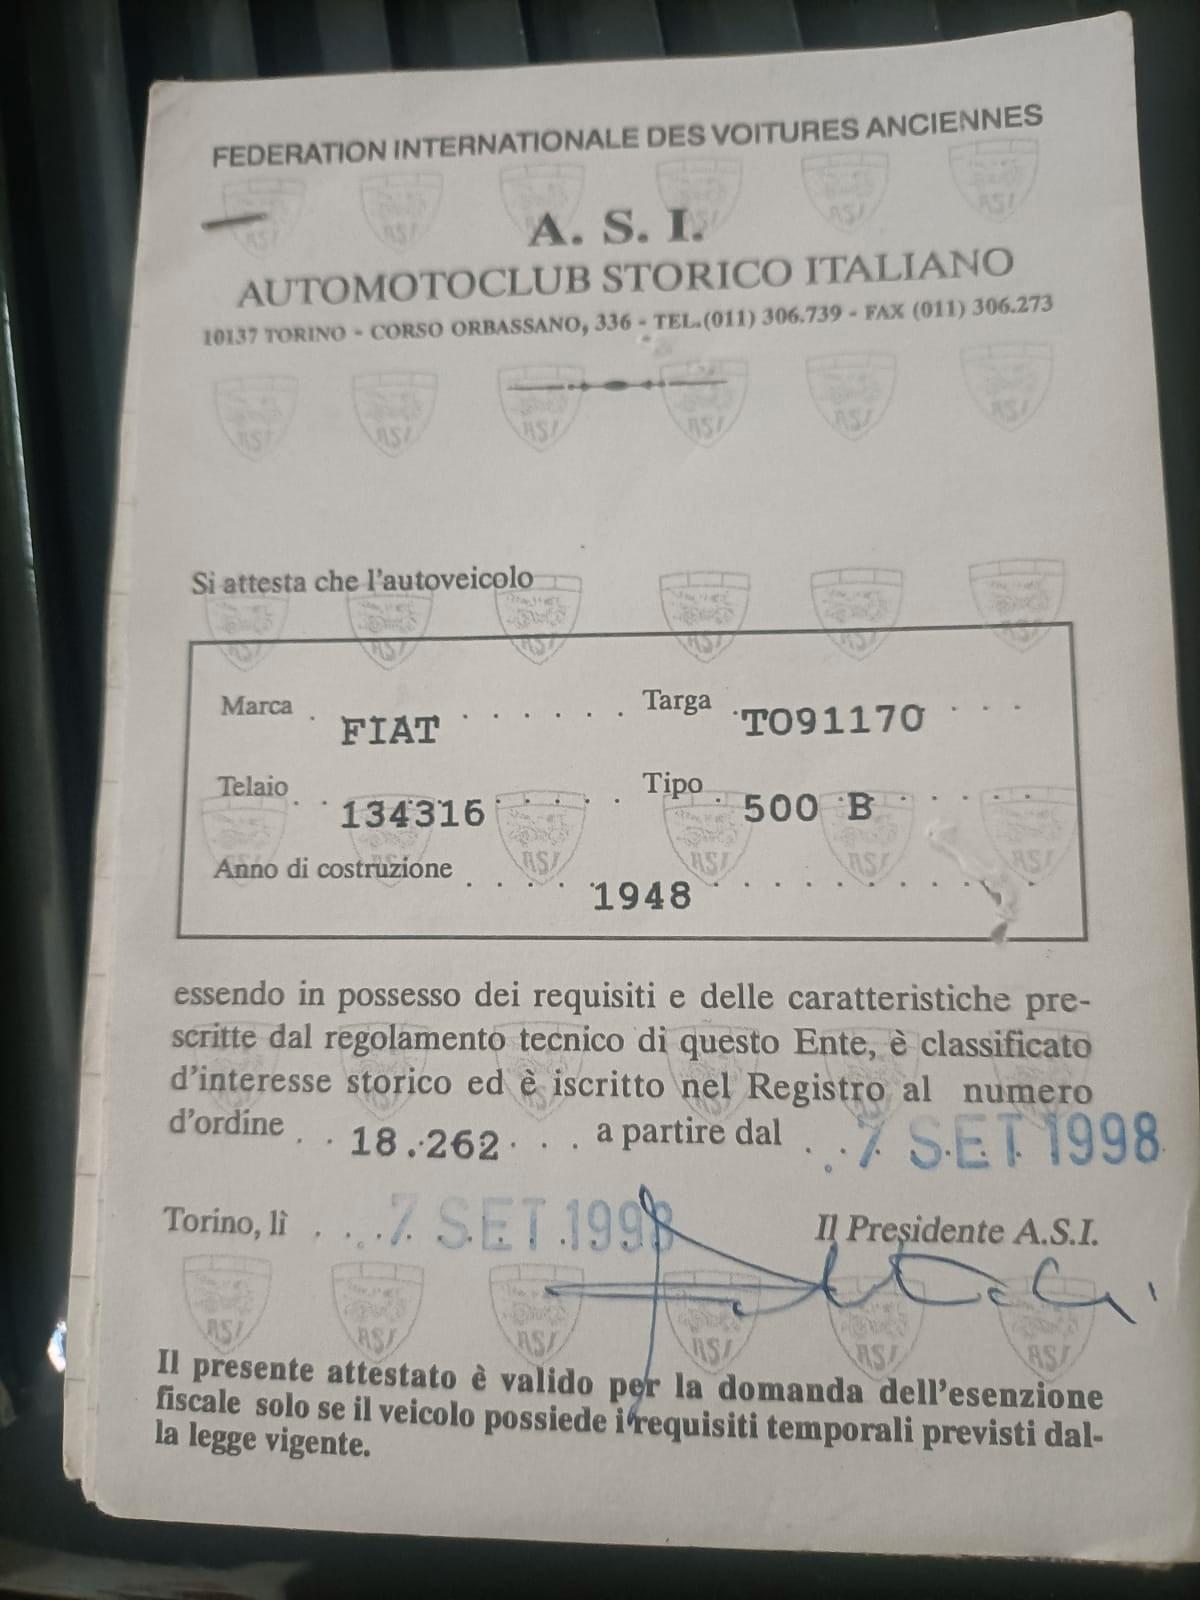 FEDERATION INTERNATIONALE DES VOITURES ANCIENNES
A. S. I.
AUTOMOTOCLUB STORICO ITALIANO
10137 TORINO - CORSO ORBASSANO, 336 - TEL.(011) 306.739 - FAX (011) 306.273
Si attesta che l'autoveicolo
Marca FIAT Targa TO91170
Telaio 134316 Tipo 500 B
Anno di costruzione 1948
essendo in possesso dei requisiti e delle caratteristiche pre-
scritte dal regolamento tecnico di questo Ente, è classificato
d'interesse storico ed è iscritto nel Registro al numero
d'ordine 18.262 a partire dal 7 SET 1998
Torino, lì 7 SET. 1998 Il Presidente A.S.I.
Il presente attestato è valido per la domanda dell'esenzione
fiscale solo se il veicolo possiede i requisiti temporali previsti dal-
la legge vigente.